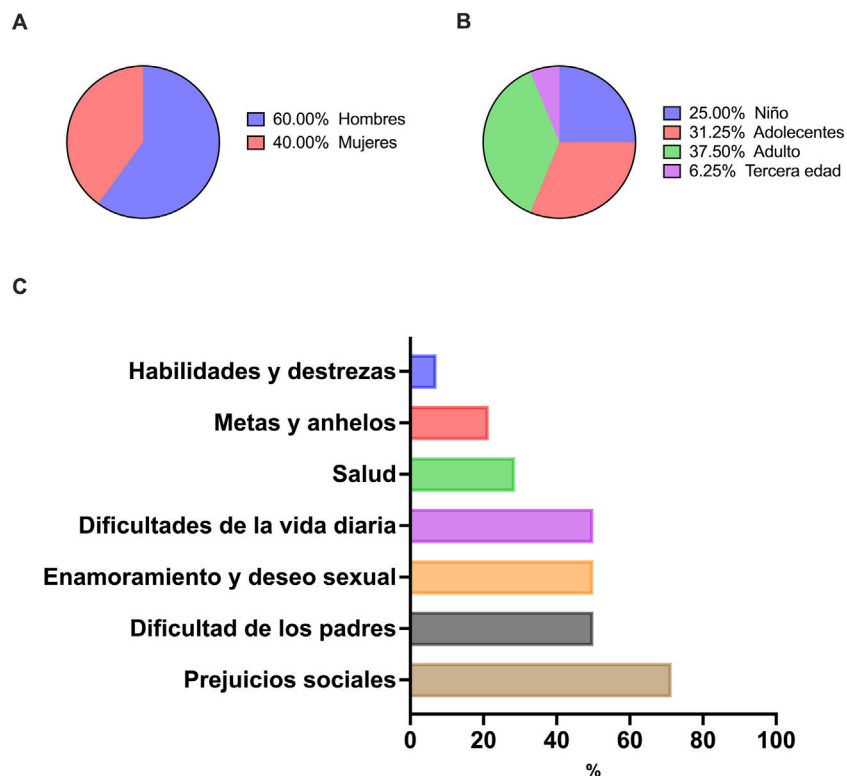 A
60.00% Hombres
40.00% Mujeres
B
25.00% Niño
31.25% Adolecentes
37.50% Adulto
6.25% Tercera edad
C
Habilidades y destrezas
Metas y anhelos
Salud
Dificultades de la vida diaria
Enamoramiento y deseo sexual
Dificultad de los padres
Prejuicios sociales
0 20 40 60 80 100
%